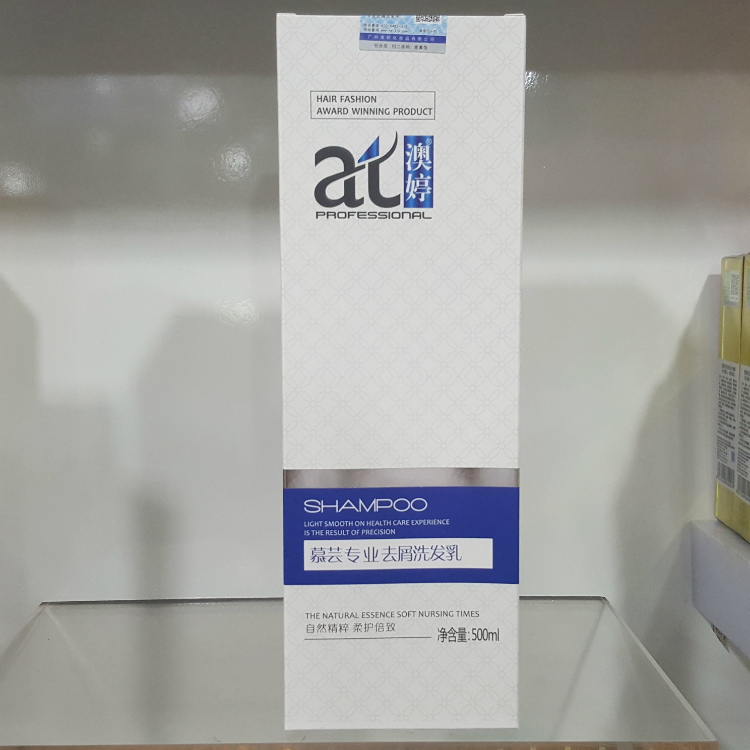 HAIR FASHION
AWARD WINNING PRODUCT
at 澳婷®
PROFESSIONAL
SHAMPOO
LIGHT SMOOTH ON HEALTH CARE EXPERIENCE
IS THE RESULT OF PRECISION
慕芸专业去屑洗发乳
THE NATURAL ESSENCE SOFT NURSING TIMES
自然精粹 柔护倍致
净含量:500ml